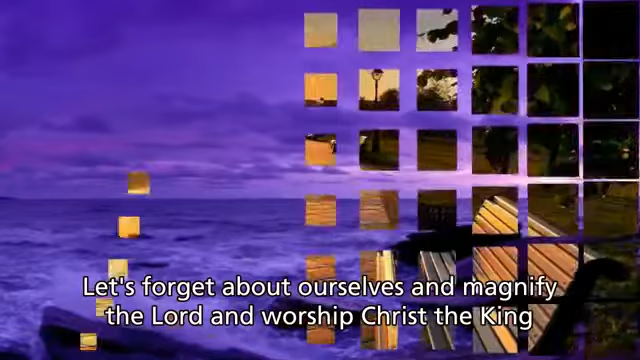 Let's forget about ourselves and magnify
the Lord and worship Christ the King